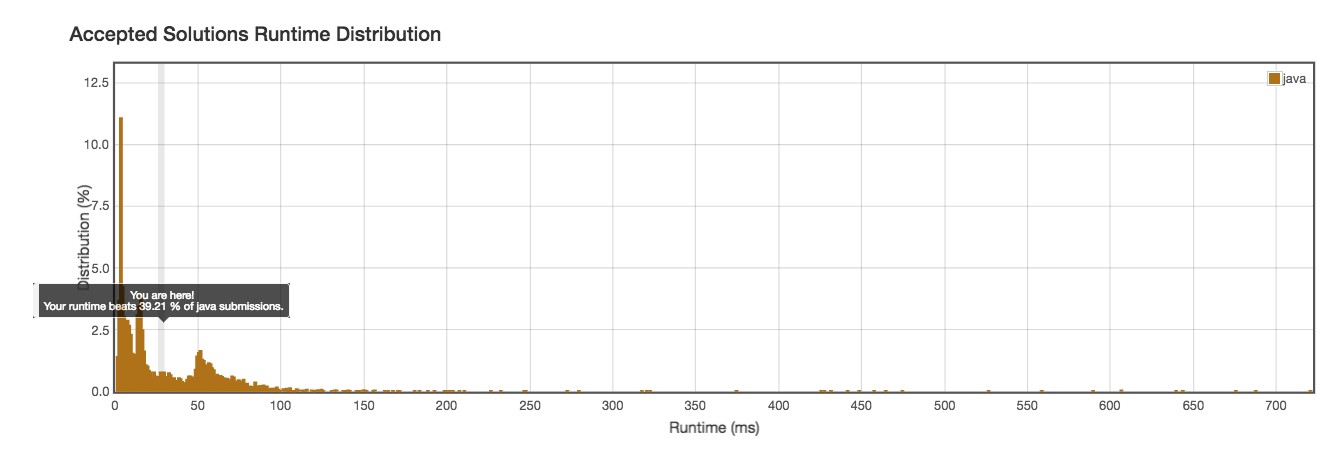 Accepted Solutions Runtime Distribution
12.5
java
10.0
7.5
Distribution (%)
5.0
You are here!
Your runtime beats 39.21 % of java submissions.
2.5
0.0
0 50 100 150 200 250 300 350 400 450 500 550 600 650 700
Runtime (ms)